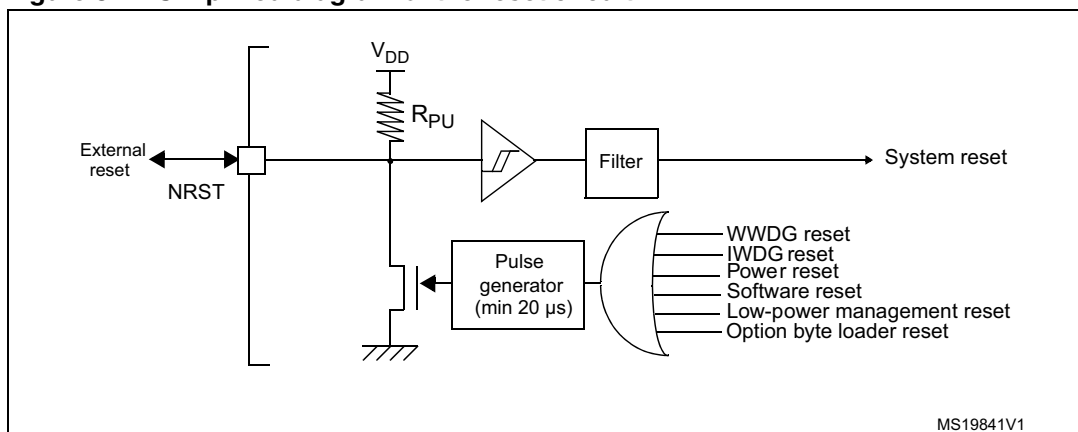 V_DD
R_PU
External
reset
NRST
Filter
System reset
Pulse
generator
(min 20 µs)
WWDG reset
IWDG reset
Power reset
Software reset
Low-power management reset
Option byte loader reset
MS19841V1